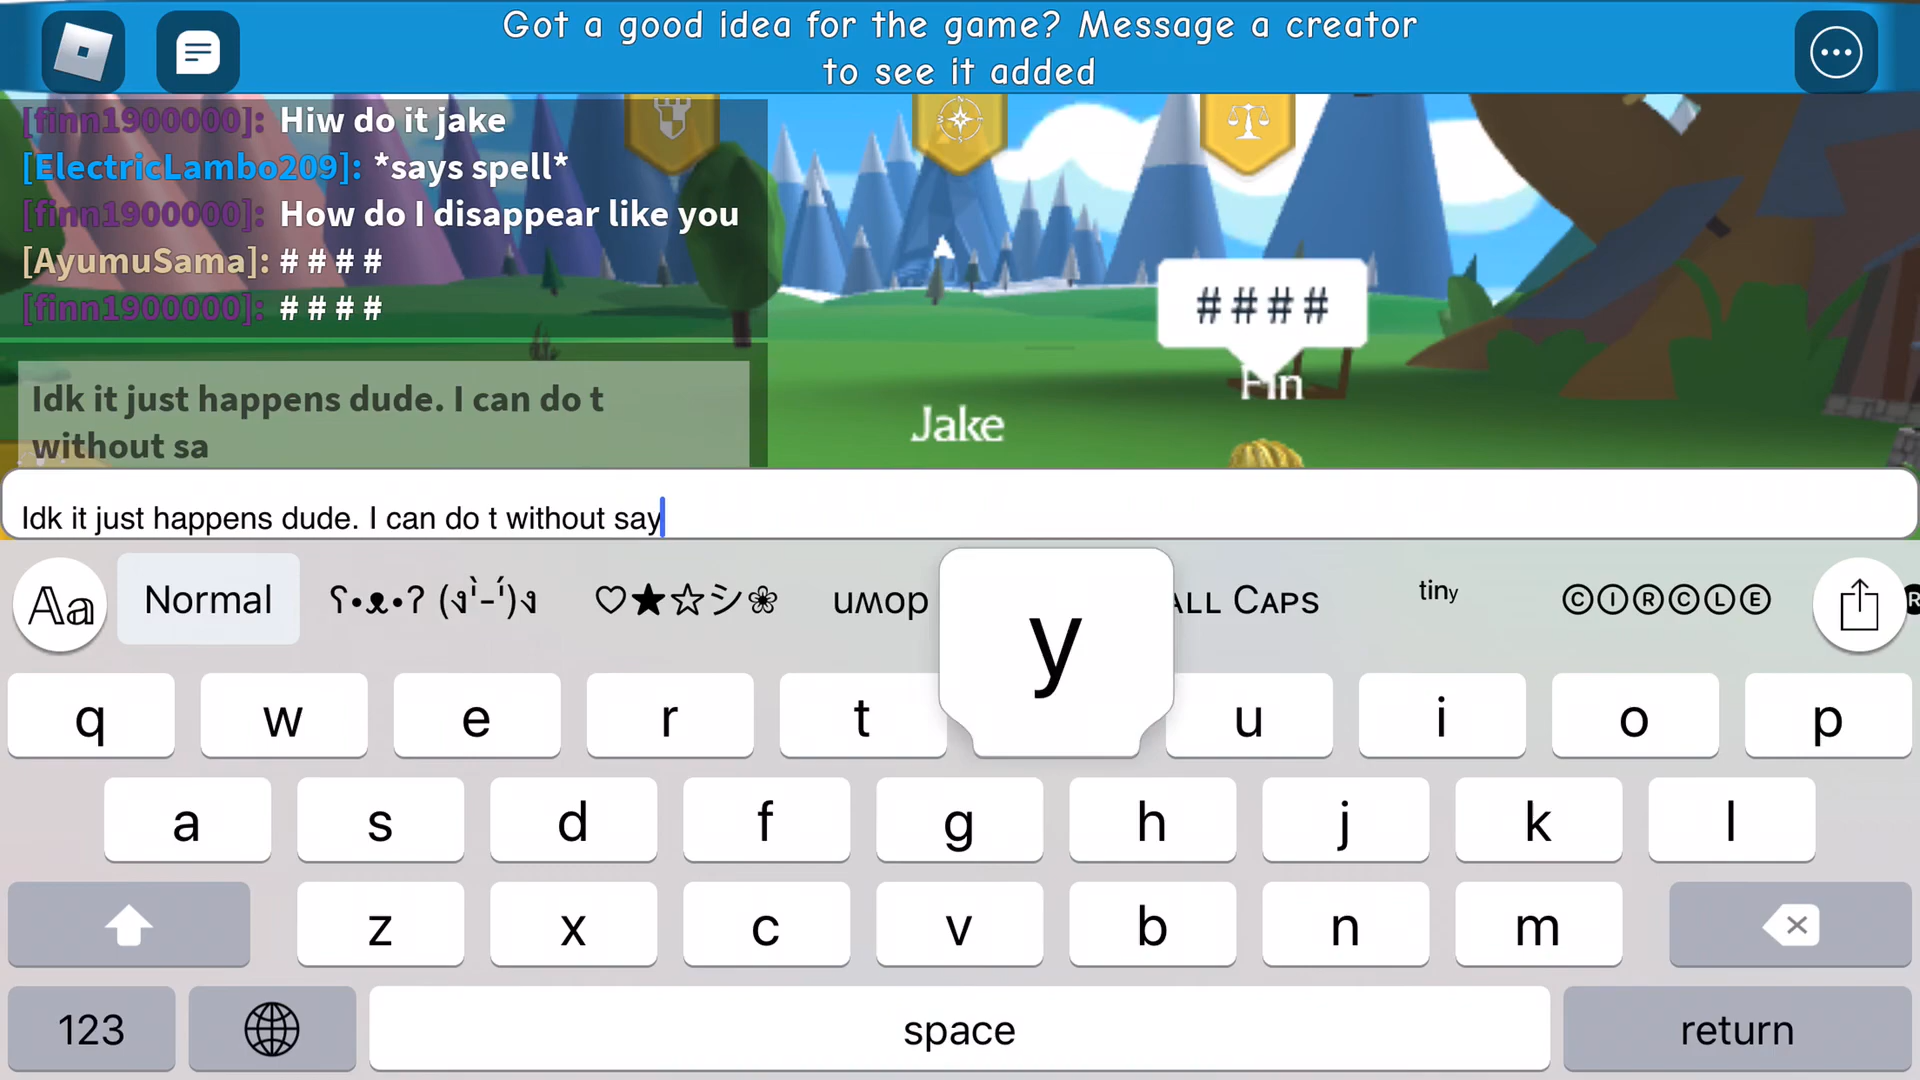 Got a good idea for the game? Message a creator
to see it added
[finn1900000]: Hiw do it jake
[ElectricLambo209]: *says spell*
[finn1900000]: How do I disappear like you
[AyumuSama]: ####
[finn1900000]: ####
####
Fin
Jake
Idk it just happens dude. I can do t
without sa
Idk it just happens dude. I can do t without say
Aa Normal ʕ•ᴥ•ʔ (ง'̀-'́)ง ♡★☆シ❀ uʍop ALL CAPS tiny ⒸⒾⓇⒸⓁⒺ
q w e r t y u i o p
a s d f g h j k l
z x c v b n m
123 space return